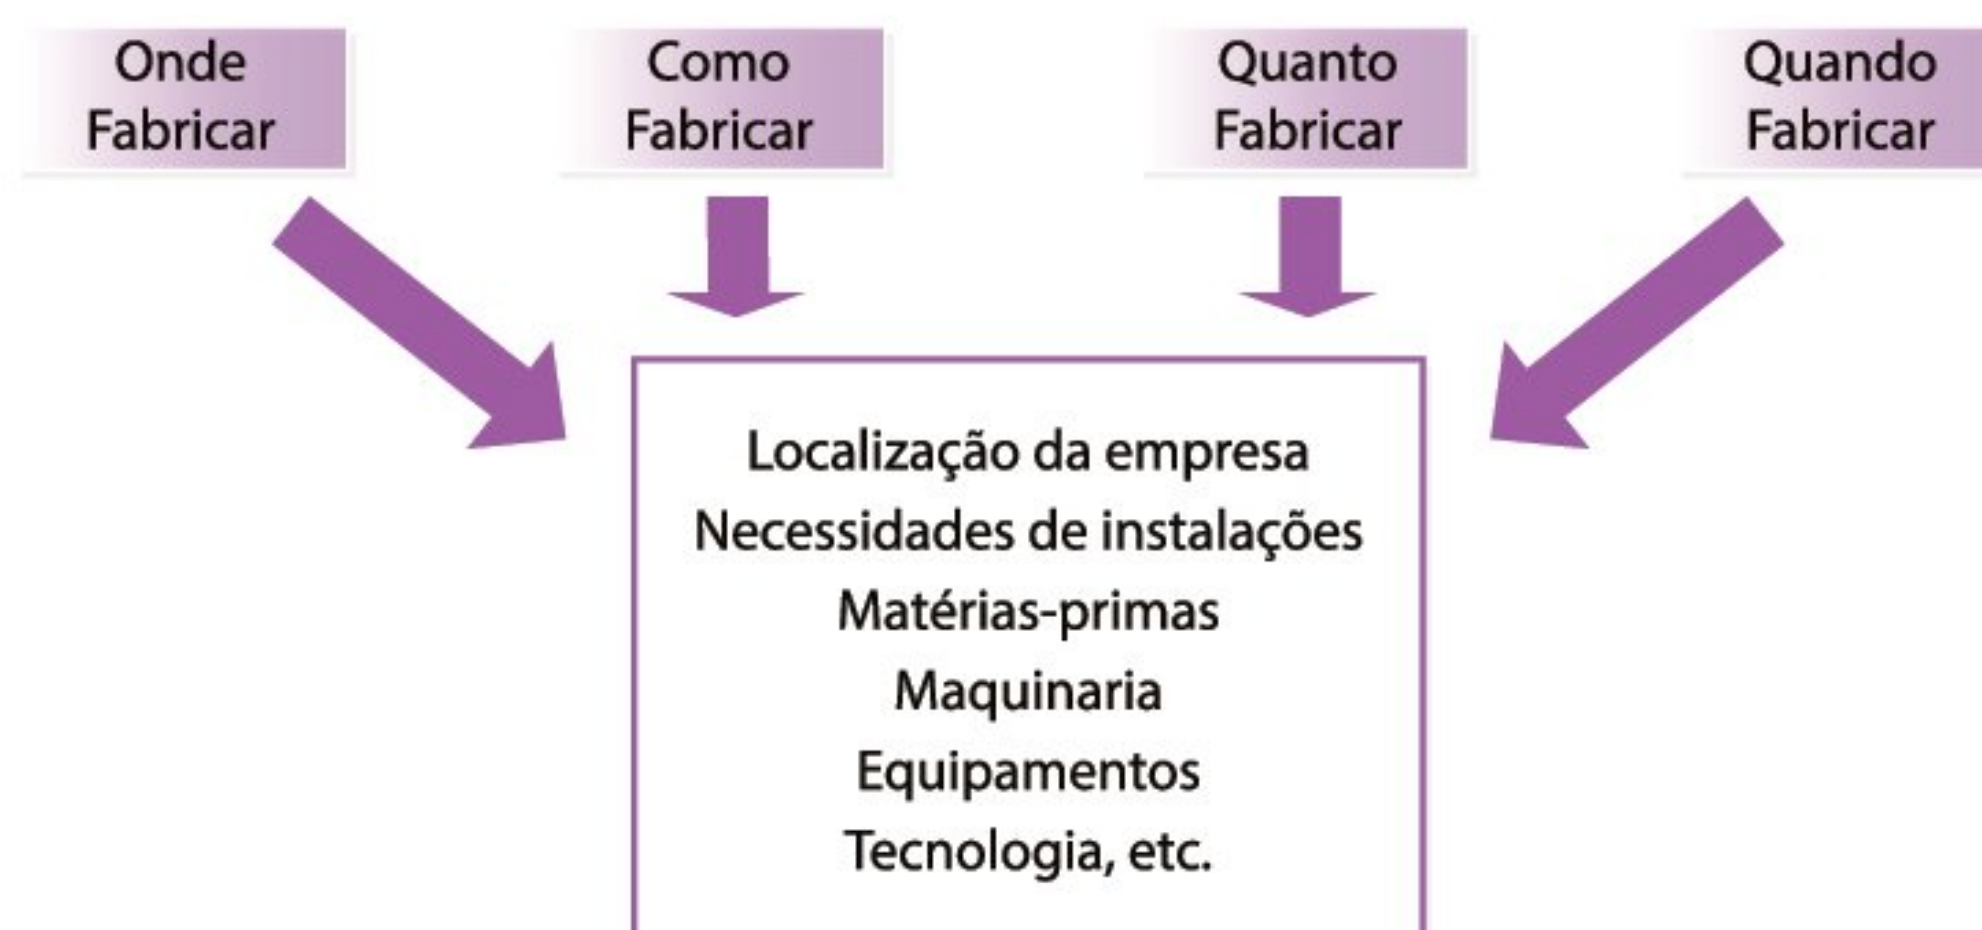 Onde
Fabricar
Como
Fabricar
Quanto
Fabricar
Quando
Fabricar
Localização da empresa
Necessidades de instalações
Matérias-primas
Maquinaria
Equipamentos
Tecnologia, etc.